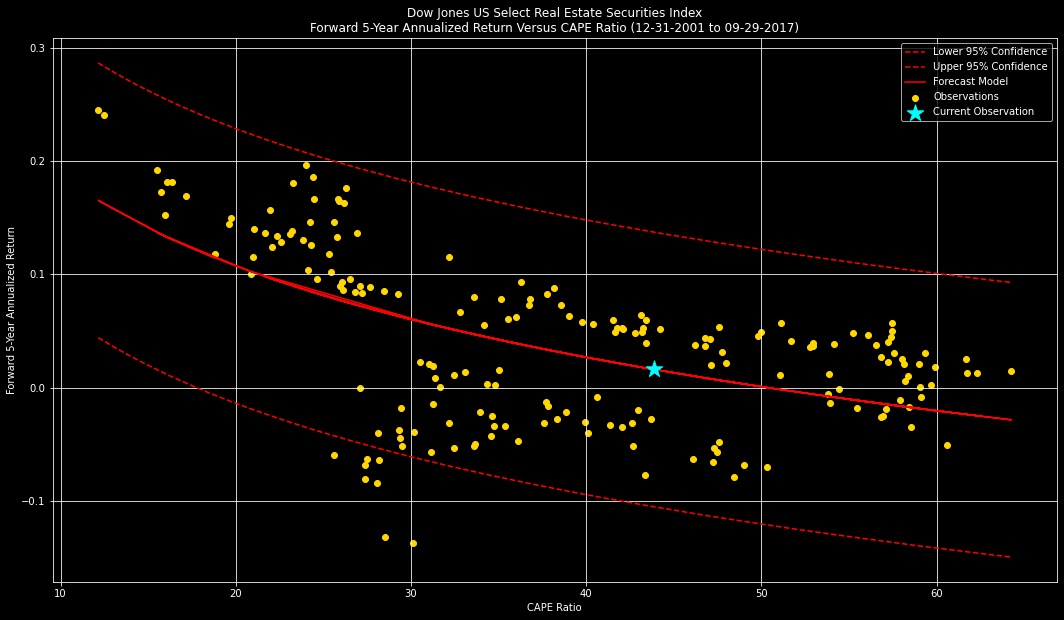 Dow Jones US Select Real Estate Securities Index
Forward 5-Year Annualized Return Versus CAPE Ratio (12-31-2001 to 09-29-2017)
Lower 95% Confidence
Upper 95% Confidence
Forecast Model
Observations
Current Observation
Forward 5-Year Annualized Return
0.3
0.2
0.1
0.0
−0.1
10 20 30 40 50 60
CAPE Ratio